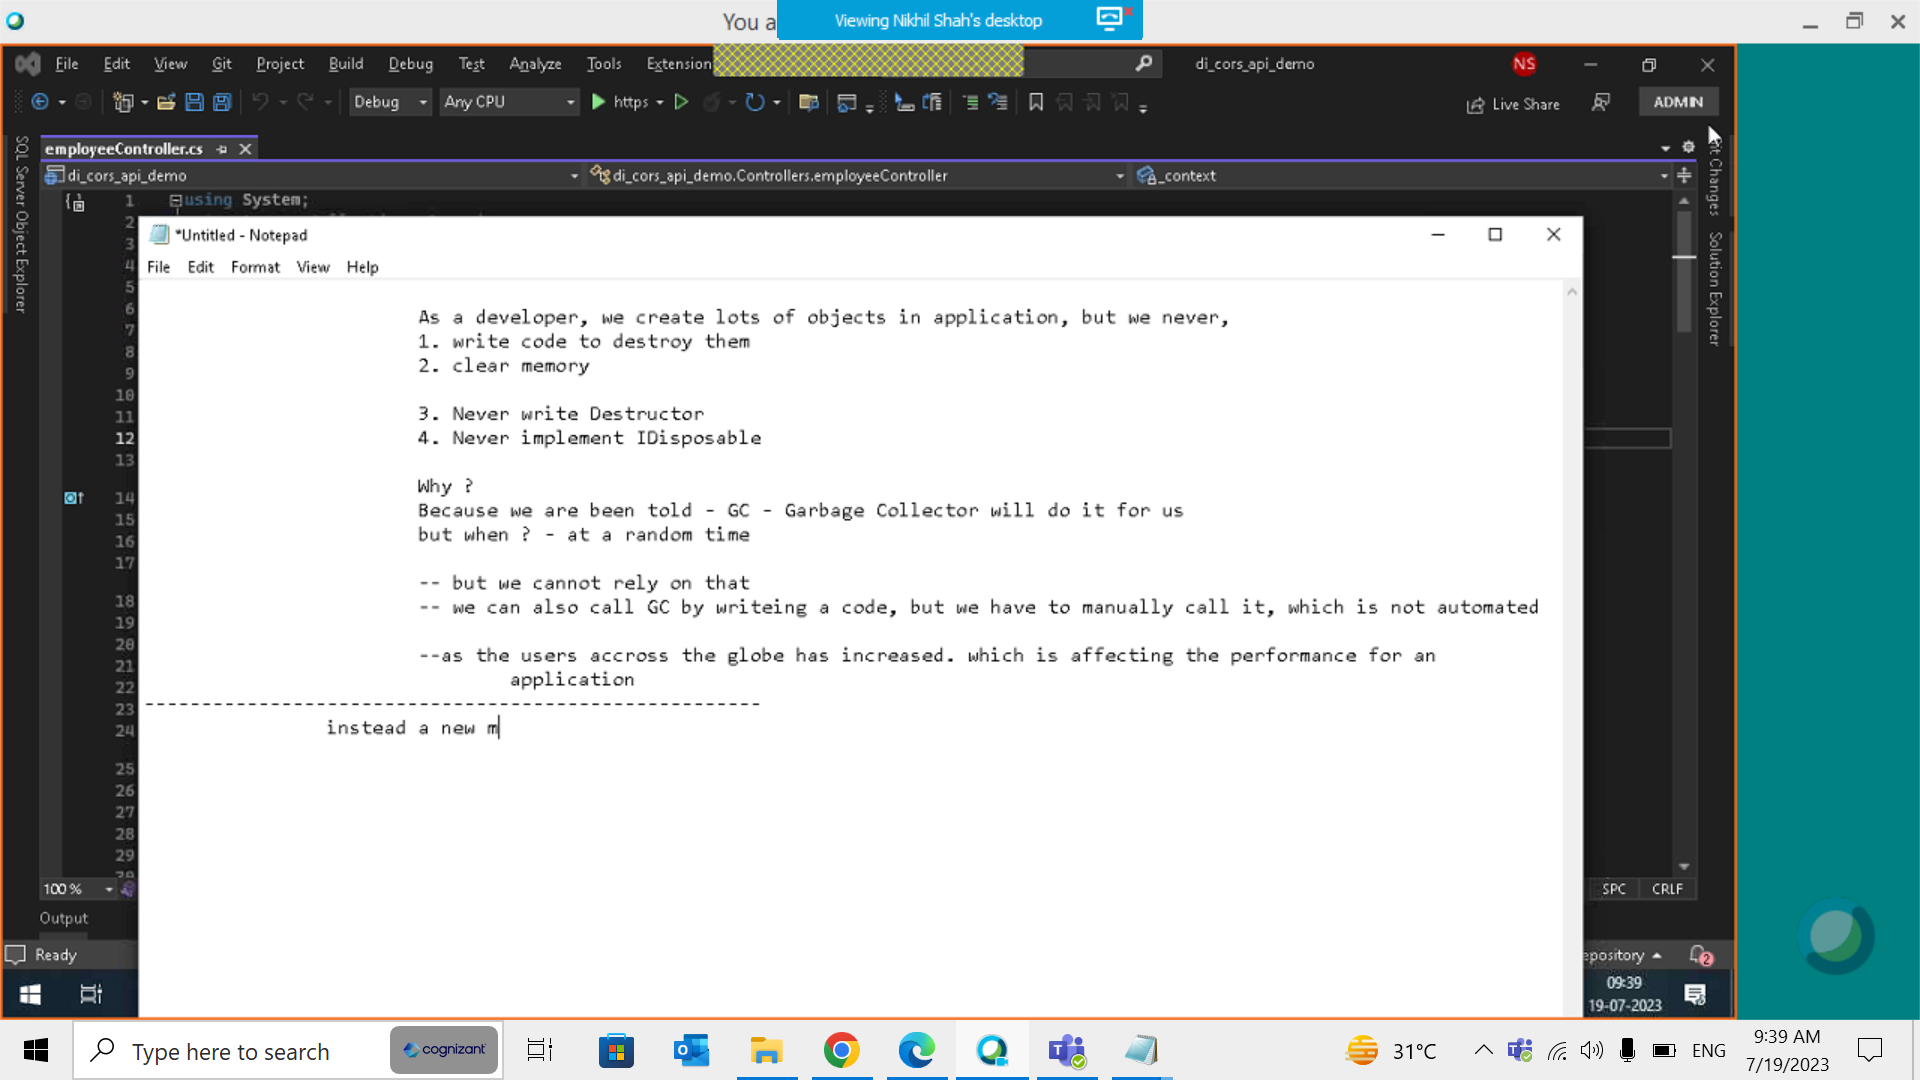 You a
Viewing Nikhil Shah's desktop
File Edit View Git Project Build Debug Test Analyze Tools Extension
di_cors_api_demo
NS
Debug Any CPU https
Live Share
ADMIN
SQL Server Object Explorer
employeeController.cs
di_cors_api_demo
di_cors_api_demo.Controllers.employeeController
_context
Git Changes
Solution Explorer
1 using System;
2
3
4
5
6
7
8
9
10
11
12
13
14
15
16
17
18
19
20
21
22
23
24
25
26
27
28
29
*Untitled - Notepad
File Edit Format View Help
As a developer, we create lots of objects in application, but we never,
1. write code to destroy them
2. clear memory
3. Never write Destructor
4. Never implement IDisposable
Why ?
Because we are been told - GC - Garbage Collector will do it for us
but when ? - at a random time
-- but we cannot rely on that
-- we can also call GC by writeing a code, but we have to manually call it, which is not automated
--as the users accross the globe has increased. which is affecting the performance for an
application
------------------------------------------------------
instead a new m
100 %
SPC CRLF
Output
Ready
epository
2
09:39
19-07-2023
Type here to search
cognizant
31°C
ENG
9:39 AM
7/19/2023